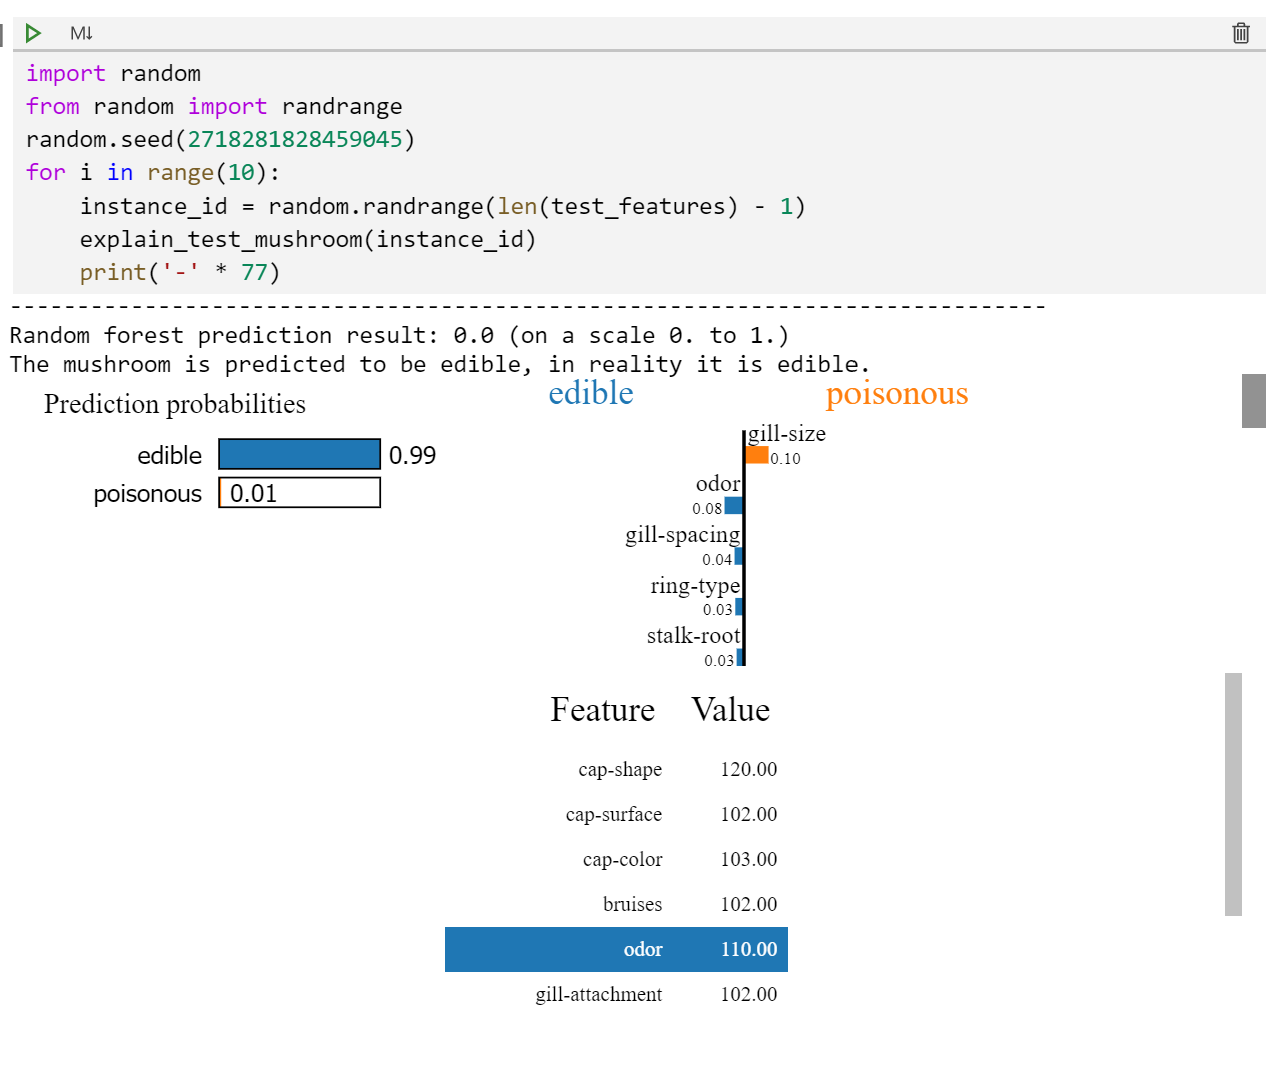 M↓
import random
from random import randrange
random.seed(2718281828459045)
for i in range(10):
    instance_id = random.randrange(len(test_features) - 1)
    explain_test_mushroom(instance_id)
    print('-' * 77)
-----------------------------------------------------------------------------
Random forest prediction result: 0.0 (on a scale 0. to 1.)
The mushroom is predicted to be edible, in reality it is edible.
Prediction probabilities
edible 0.99
poisonous 0.01
edible poisonous
gill-size
0.10
odor
0.08
gill-spacing
0.04
ring-type
0.03
stalk-root
0.03
Feature Value
cap-shape 120.00
cap-surface 102.00
cap-color 103.00
bruises 102.00
odor 110.00
gill-attachment 102.00